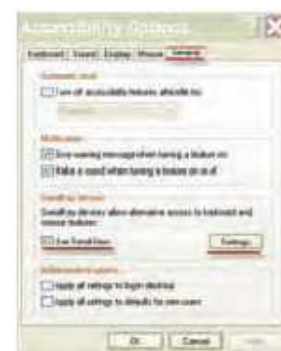 Accessibility Options
Keyboard Sound Display Mouse General
Automatic reset
Turn off accessibility features after idle for:
Notification
Give warning message when turning a feature on
Make a sound when turning a feature on or off
SerialKey devices
SerialKey devices allow alternative access to keyboard and
mouse features
Use Serial Keys
Settings
Administrative options
Apply all settings to logon desktop
Apply all settings to defaults for new users
OK Cancel